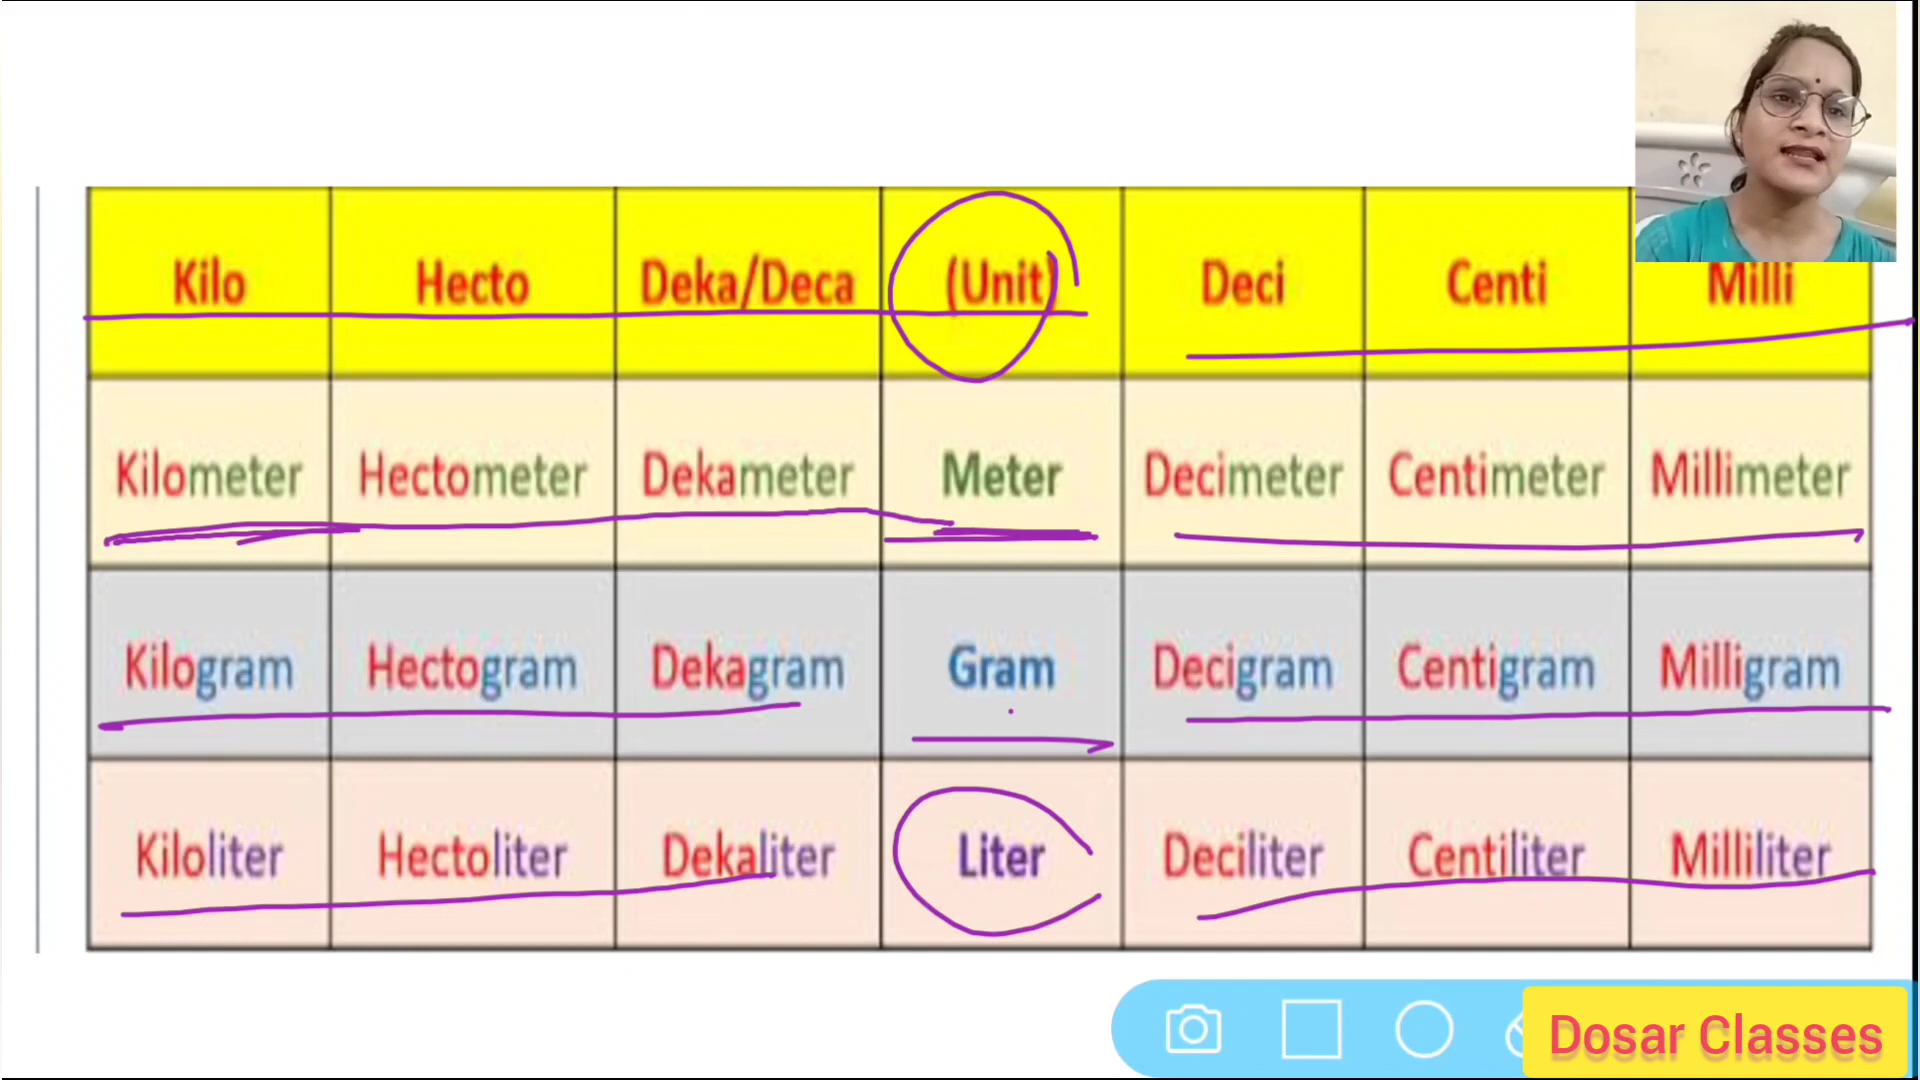 Kilo Hecto Deka/Deca (Unit) Deci Centi Milli
Kilometer Hectometer Dekameter Meter Decimeter Centimeter Millimeter
Kilogram Hectogram Dekagram Gram Decigram Centigram Milligram
Kiloliter Hectoliter Dekaliter Liter Deciliter Centiliter Milliliter
Dosar Classes